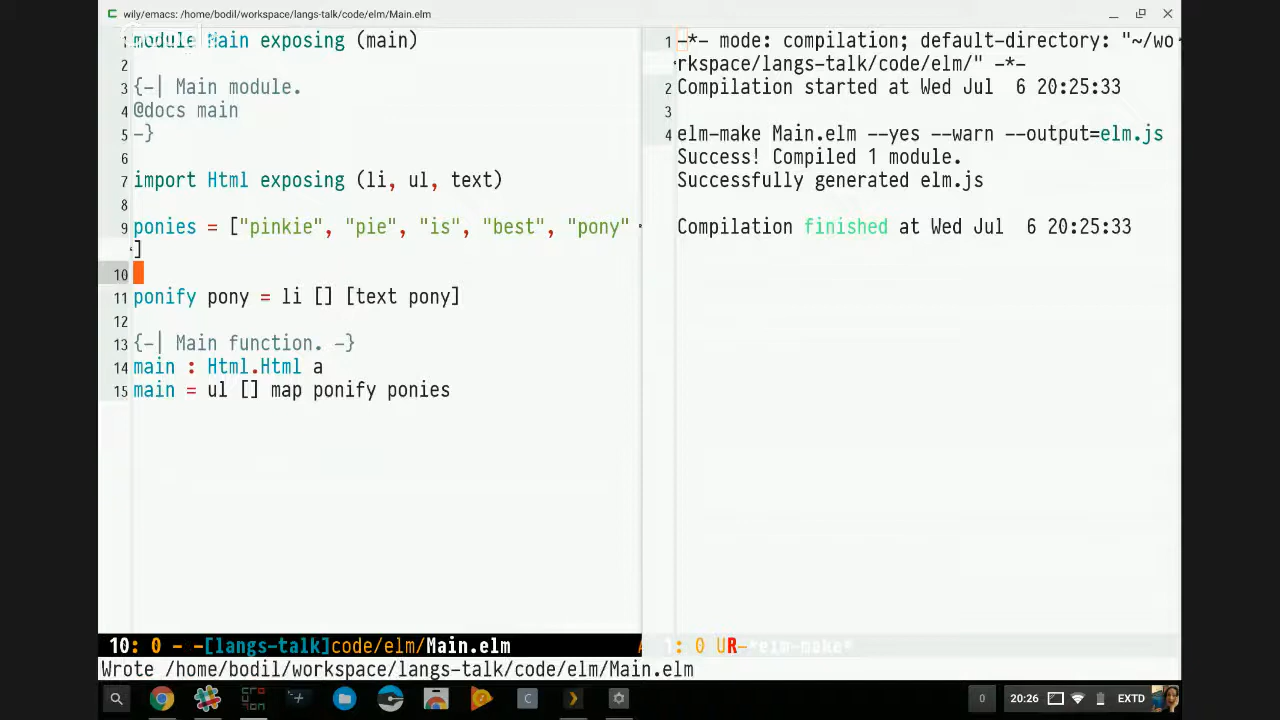 wily/emacs: /home/bodil/workspace/langs-talk/code/elm/Main.elm
1 module Main exposing (main)
2
3 {-| Main module.
4 @docs main
5 -}
6
7 import Html exposing (li, ul, text)
8
9 ponies = ["pinkie", "pie", "is", "best", "pony"
]
10
11 ponify pony = li [] [text pony]
12
13 {-| Main function. -}
14 main : Html.Html a
15 main = ul [] map ponify ponies
10: 0 - -[langs-talk]code/elm/Main.elm
1 -*- mode: compilation; default-directory: "~/wo
rkspace/langs-talk/code/elm/" -*-
2 Compilation started at Wed Jul  6 20:25:33
3
4 elm-make Main.elm --yes --warn --output=elm.js
Success! Compiled 1 module.
Successfully generated elm.js
Compilation finished at Wed Jul  6 20:25:33
1: 0 UR-*elm-make*
Wrote /home/bodil/workspace/langs-talk/code/elm/Main.elm
0 20:26 EXTD